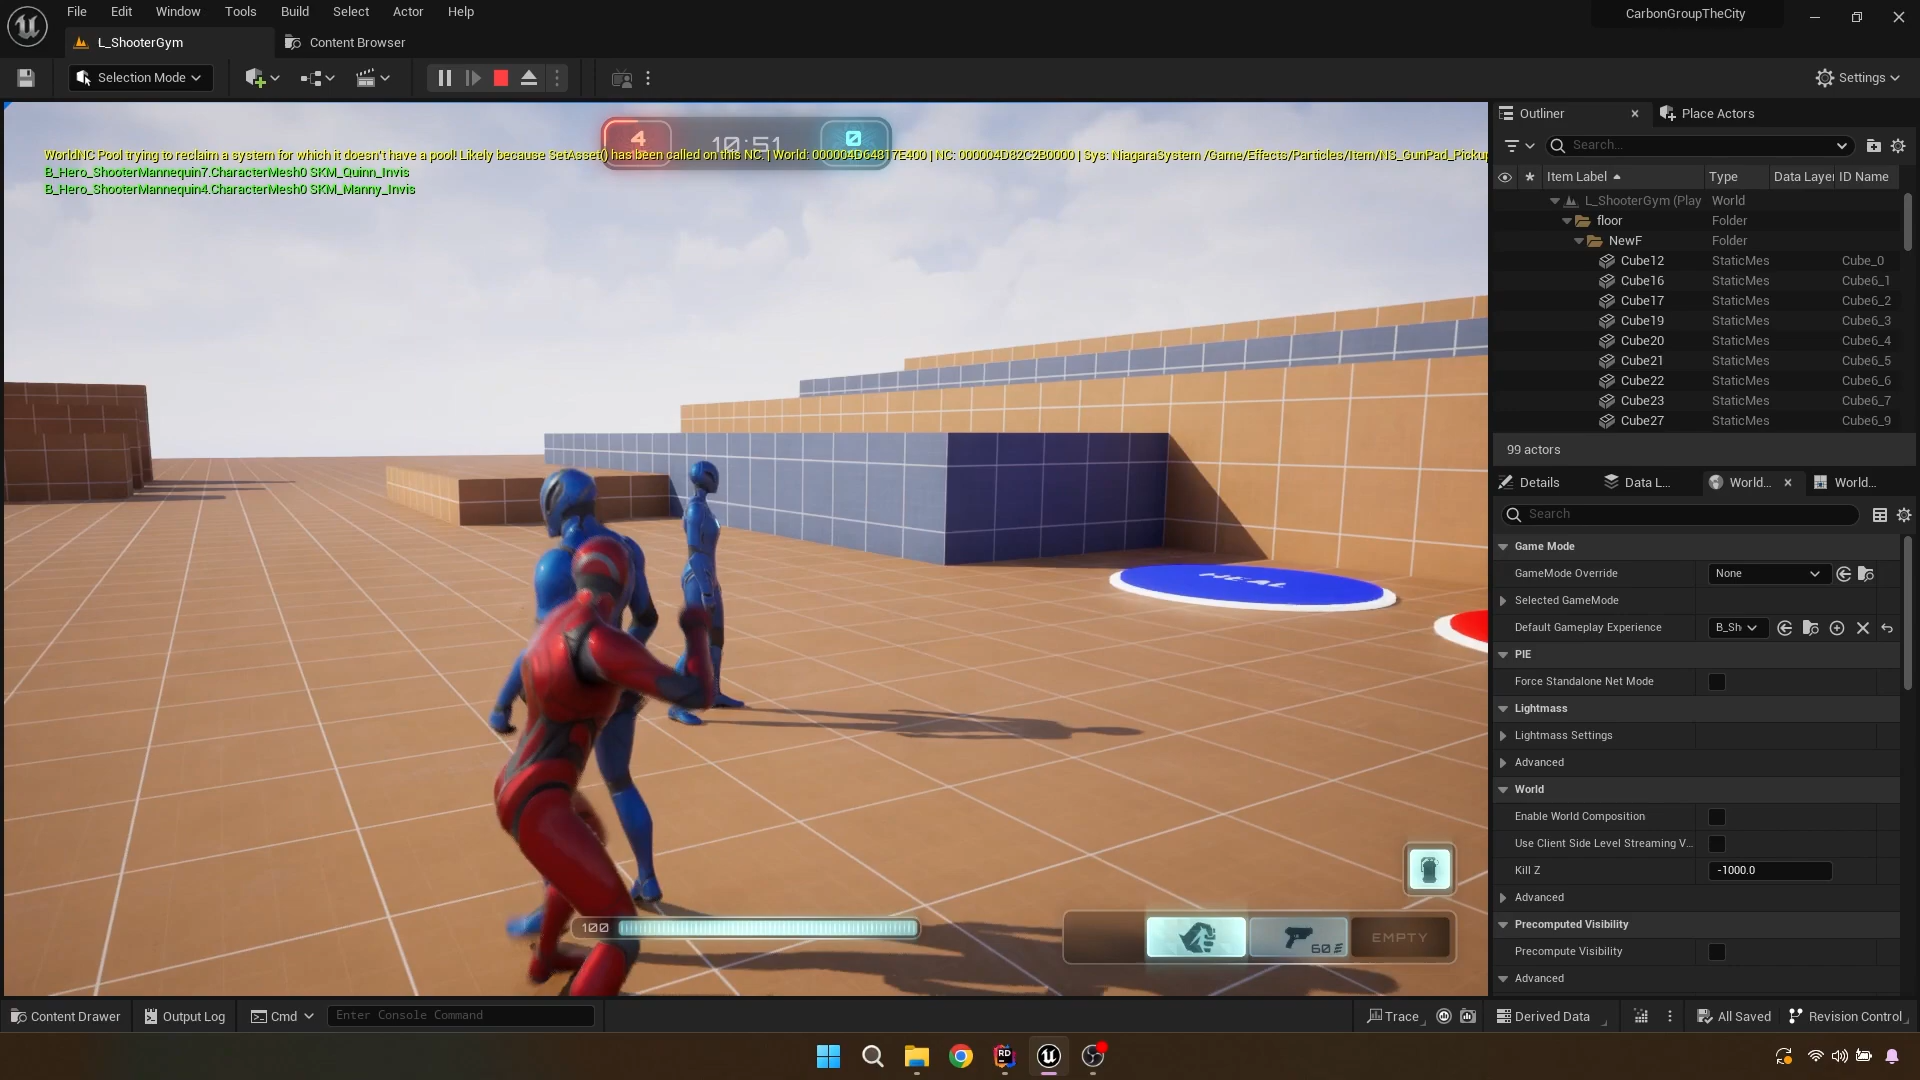 File Edit Window Tools Build Select Actor Help
CarbonGroupTheCity
L_ShooterGym
Content Browser
Selection Mode
Settings
4 10:51 0
WorldNC Pool trying to reclaim a system for which it doesn't have a pool! Likely because SetAsset() has been called on this NC. | World: 000004D64817E400 | NC: 000004D82C2B0000 | Sys: NiagaraSystem /Game/Effects/Particles/Item/NS_GunPad_Pickup
B_Hero_ShooterMannequin7.CharacterMesh0 SKM_Quinn_Invis
B_Hero_ShooterMannequin4.CharacterMesh0 SKM_Manny_Invis
HEAL
100
60
EMPTY
Outliner
Place Actors
Search...
Item Label Type Data Layer ID Name
L_ShooterGym (Play World
floor Folder
NewF Folder
Cube12 StaticMes Cube_0
Cube16 StaticMes Cube6_1
Cube17 StaticMes Cube6_2
Cube19 StaticMes Cube6_3
Cube20 StaticMes Cube6_4
Cube21 StaticMes Cube6_5
Cube22 StaticMes Cube6_6
Cube23 StaticMes Cube6_7
Cube27 StaticMes Cube6_9
99 actors
Details Data L... World... World...
Search
Game Mode
GameMode Override None
Selected GameMode
Default Gameplay Experience B_Sh
PIE
Force Standalone Net Mode
Lightmass
Lightmass Settings
Advanced
World
Enable World Composition
Use Client Side Level Streaming V...
Kill Z -1000.0
Advanced
Precomputed Visibility
Precompute Visibility
Advanced
Content Drawer
Output Log
Cmd
Enter Console Command
Trace
Derived Data
All Saved
Revision Control
RD